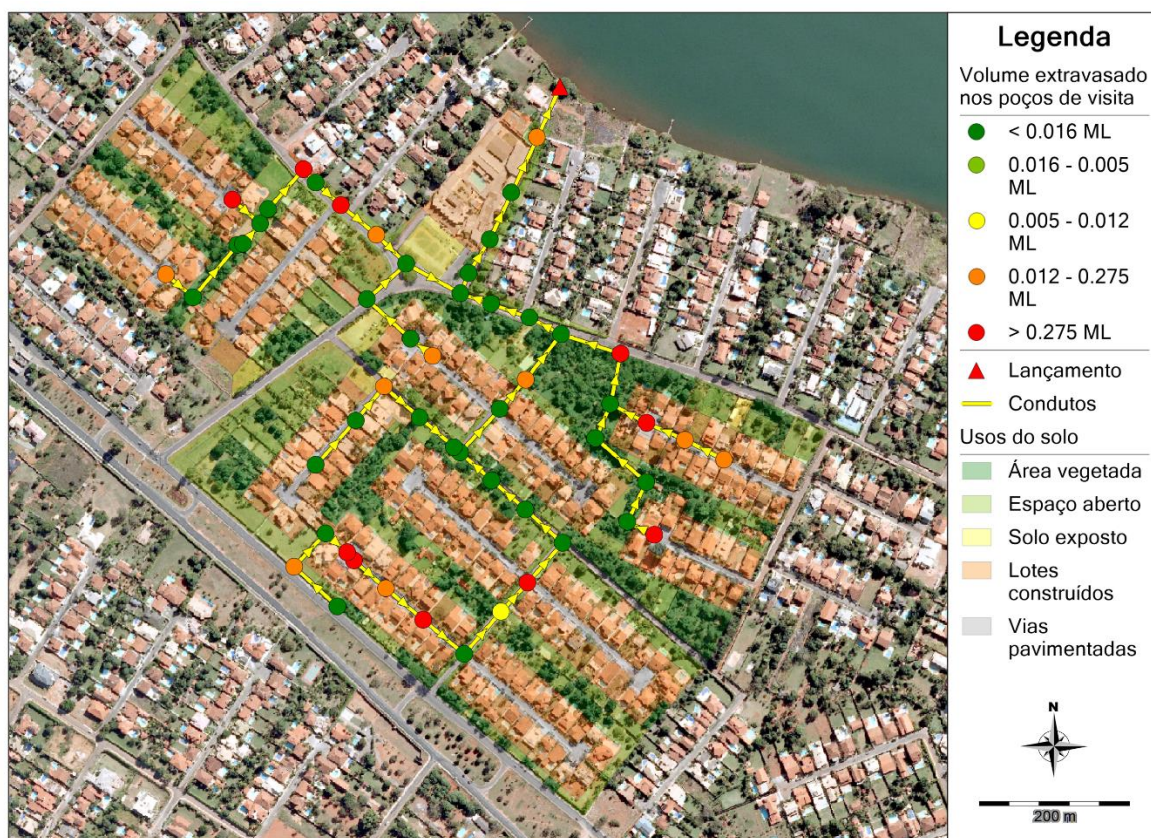 Legenda
Volume extravasado
nos poços de visita
< 0.016 ML
0.016 - 0.005
ML
0.005 - 0.012
ML
0.012 - 0.275
ML
> 0.275 ML
Lançamento
Condutos
Usos do solo
Área vegetada
Espaço aberto
Solo exposto
Lotes
construídos
Vias
pavimentadas
N
200 m